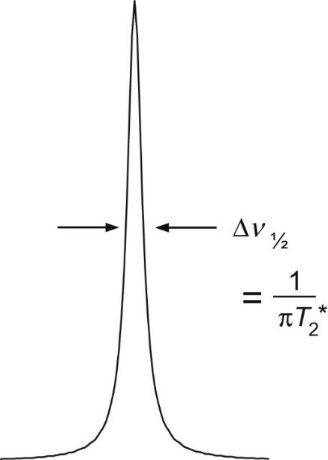 Δν½
= 1/πT₂*